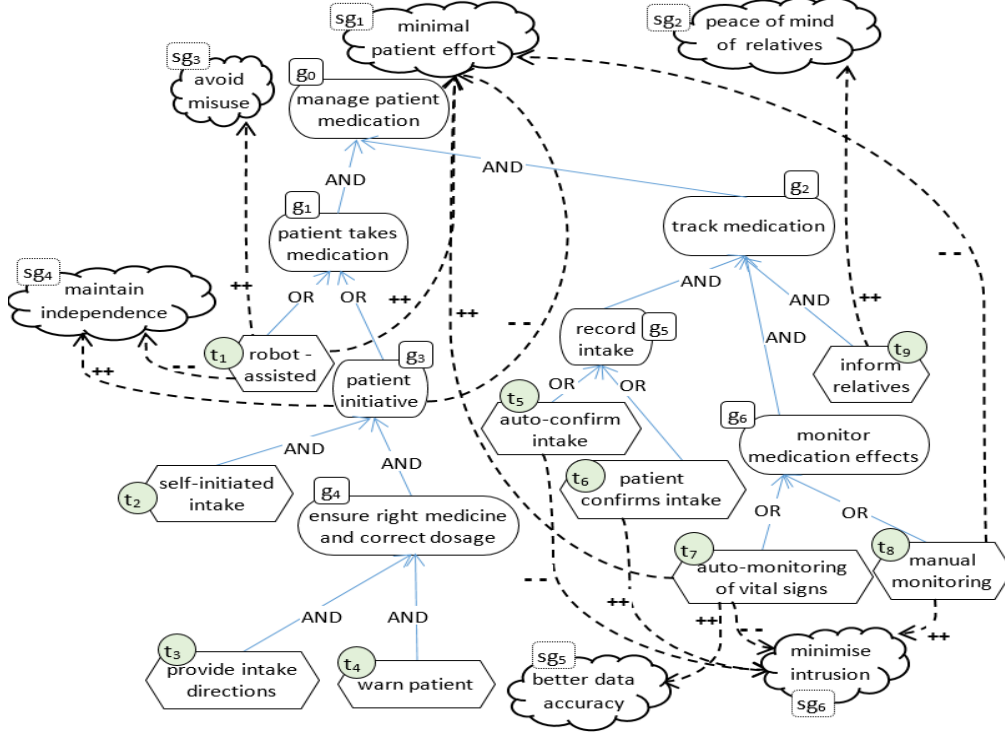 sg1
minimal
patient effort
sg2
peace of mind
of relatives
sg3
avoid
misuse
g0
manage patient
medication
AND
AND
g1
patient takes
medication
g2
track medication
sg4
maintain
independence
++
OR
OR
++
++
--
AND
AND
++
--
record
intake
g5
AND
t1
robot -
assisted
--
++
g3
patient
initiative
t9
inform
relatives
OR
OR
t5
auto-confirm
intake
g6
monitor
medication effects
AND
AND
t2
self-initiated
intake
t6
patient
confirms intake
g4
ensure right medicine
and correct dosage
OR
OR
t7
auto-monitoring
of vital signs
t8
manual
monitoring
--
++
++
--
++
AND
AND
t3
provide intake
directions
t4
warn patient
sg5
better data
accuracy
minimise
intrusion
sg6